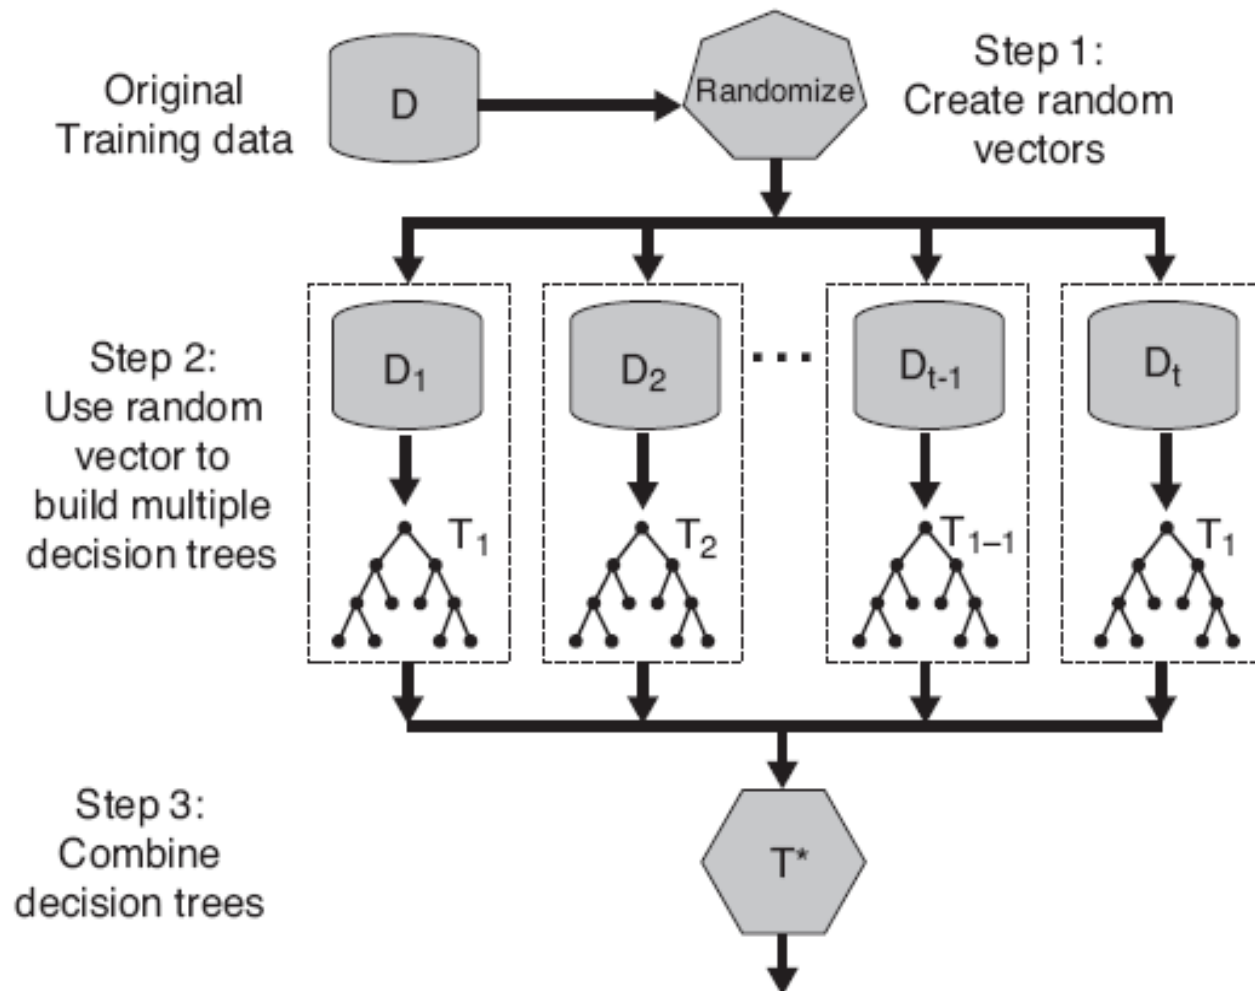 Original
Training data
D
Randomize
Step 1:
Create random
vectors
Step 2:
Use random
vector to
build multiple
decision trees
D₁
D₂
...
Dₜ₋₁
Dₜ
T₁
T₂
T₁₋₁
T₁
Step 3:
Combine
decision trees
T*